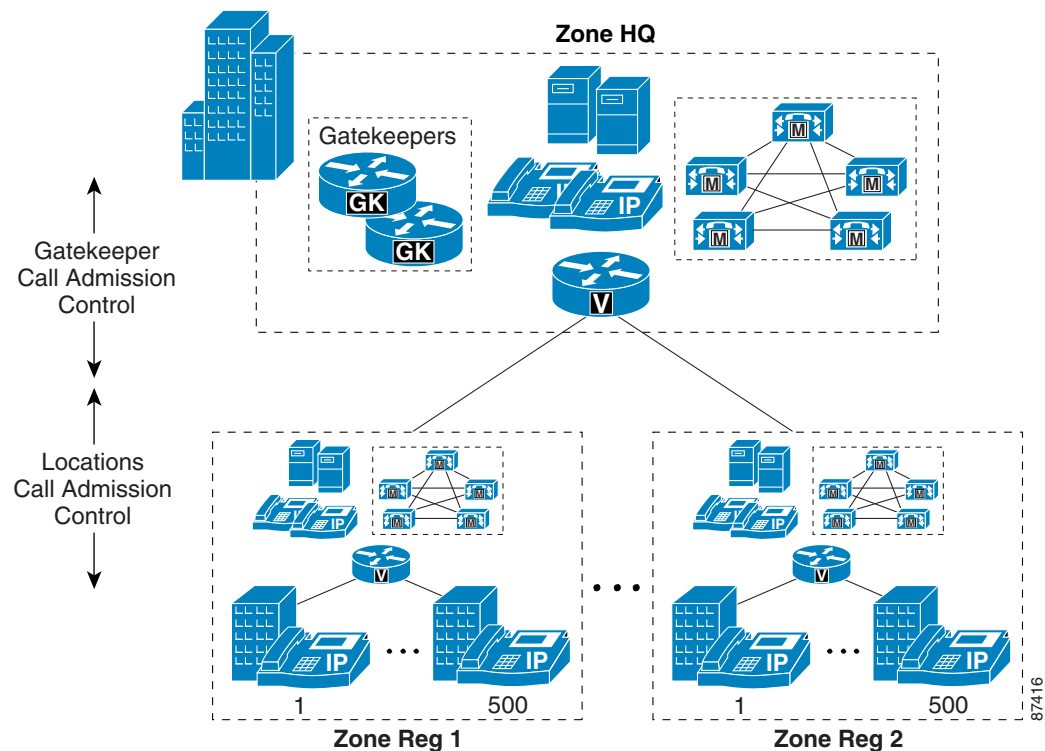 Zone HQ
Gatekeepers
GK
GK
V
IP
M
M
M
M
M
V
Gatekeeper
Call Admission
Control
Locations
Call Admission
Control
IP
M
M
M
M
M
V
IP
IP
1
500
Zone Reg 1
IP
M
M
M
M
M
V
IP
IP
1
500
Zone Reg 2
87416